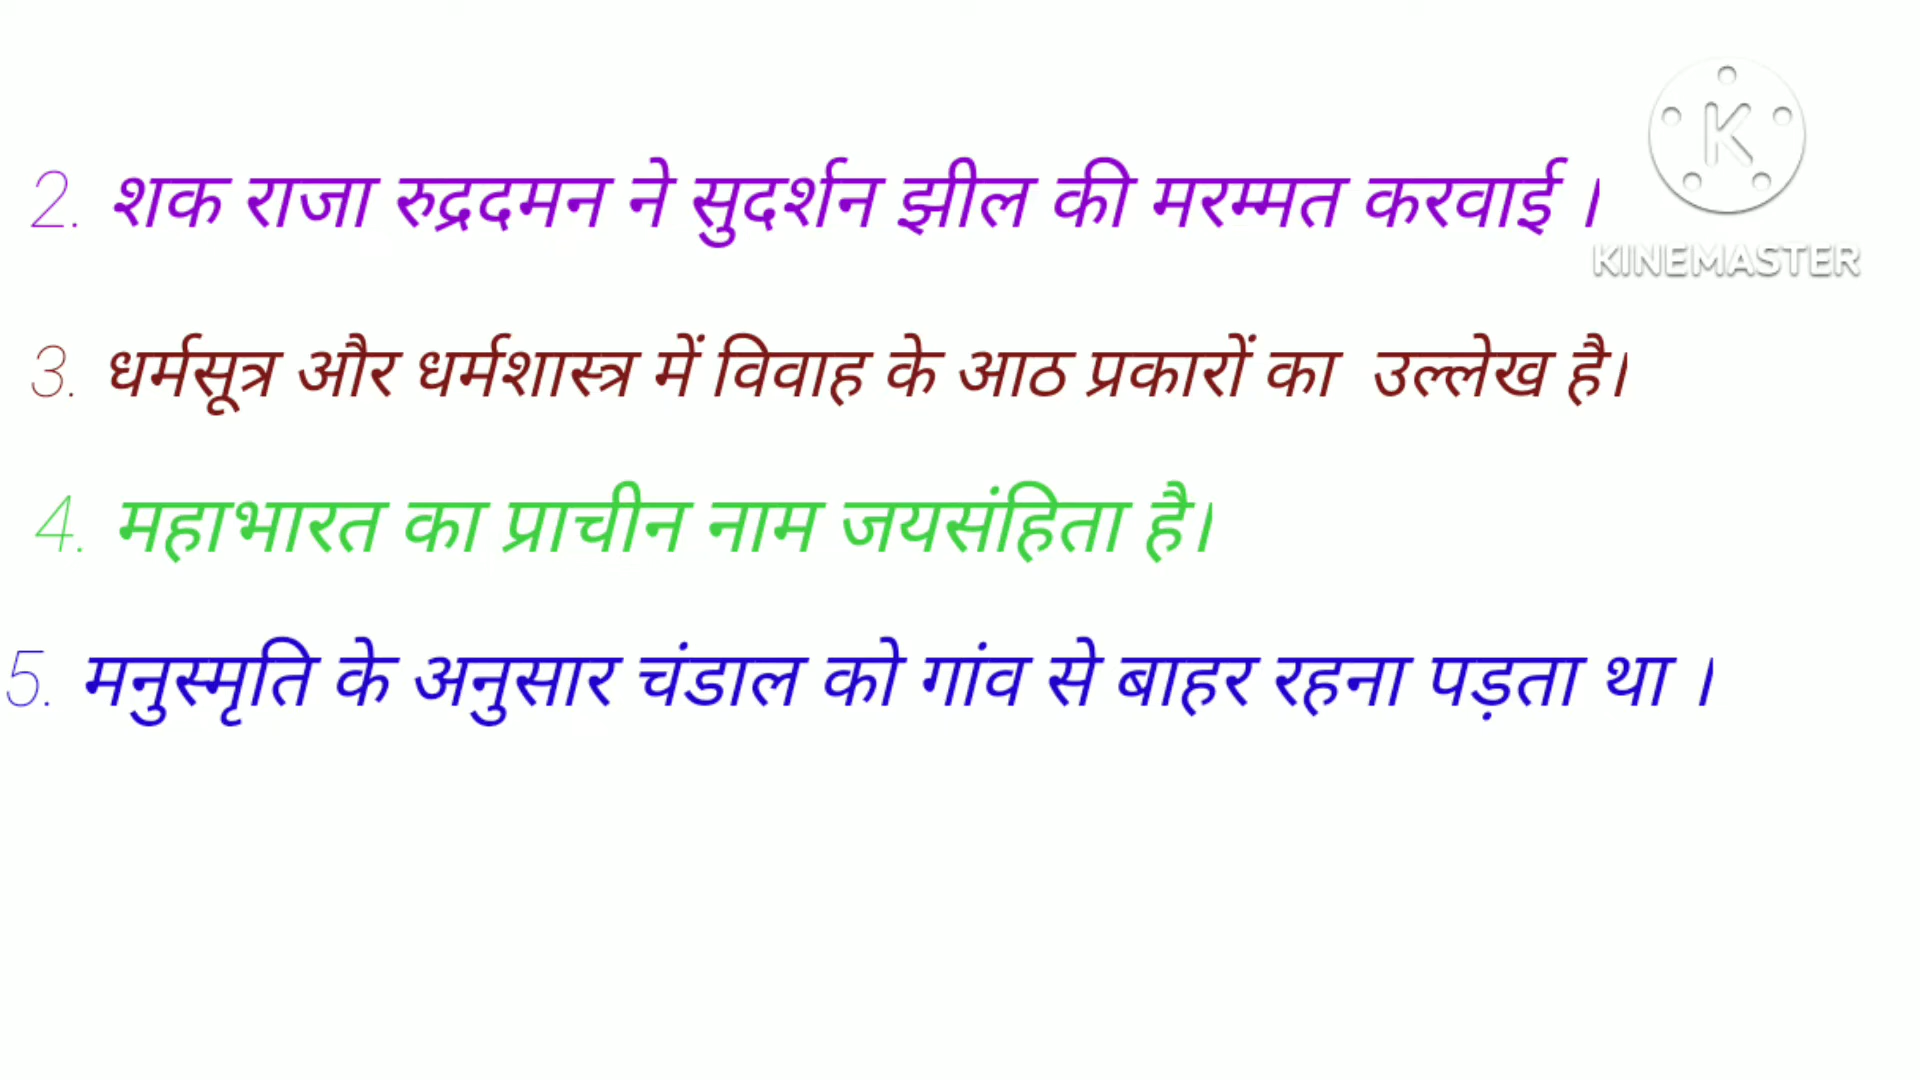 2. शक राजा रुद्रदमन ने सुदर्शन झील की मरम्मत करवाई ।
K
KINEMASTER
3. धर्मसूत्र और धर्मशास्त्र में विवाह के आठ प्रकारों का उल्लेख है।
4. महाभारत का प्राचीन नाम जयसंहिता है।
5. मनुस्मृति के अनुसार चंडाल को गांव से बाहर रहना पड़ता था ।